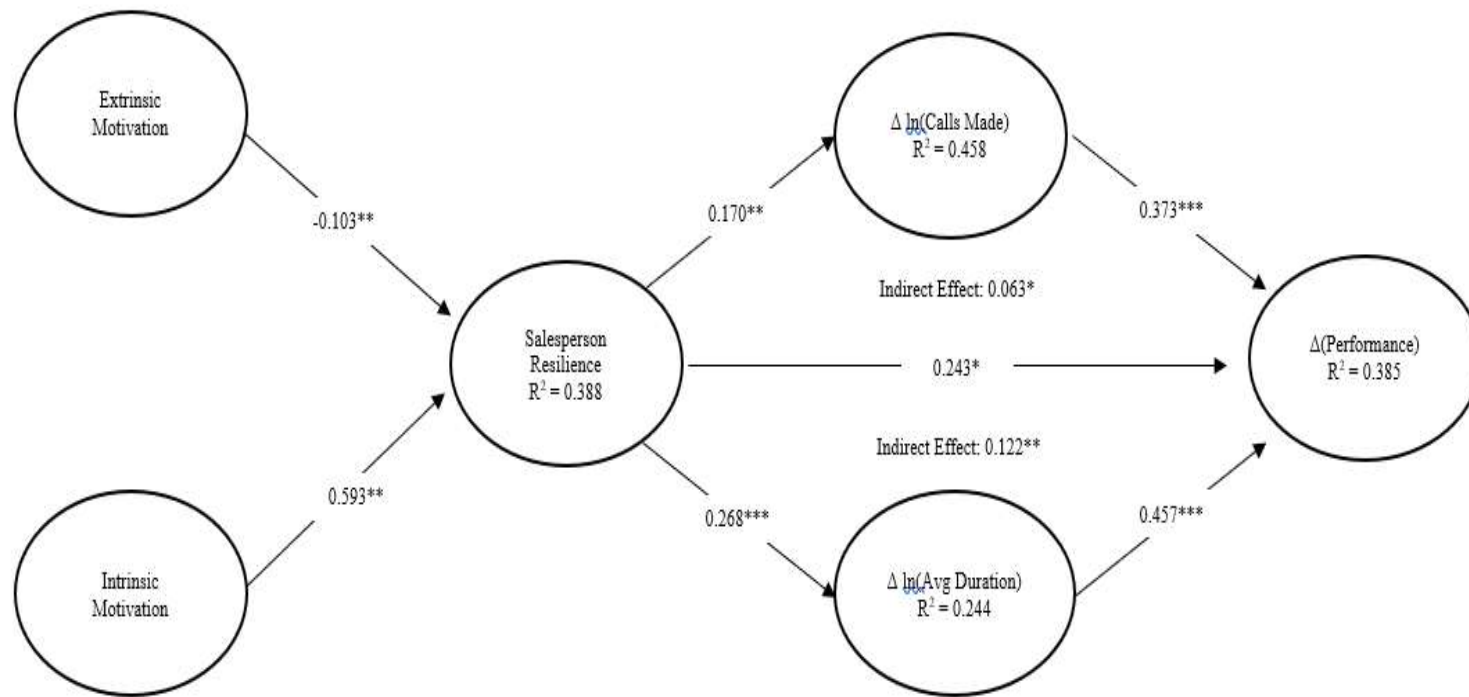 Extrinsic
Motivation
Δ ln(Calls Made)
R² = 0.458
-0.103**
0.170**
0.373***
Indirect Effect: 0.063*
Salesperson
Resilience
R² = 0.388
0.243*
Δ(Performance)
R² = 0.385
Indirect Effect: 0.122**
0.593**
0.268***
0.457***
Intrinsic
Motivation
Δ ln(Avg Duration)
R² = 0.244